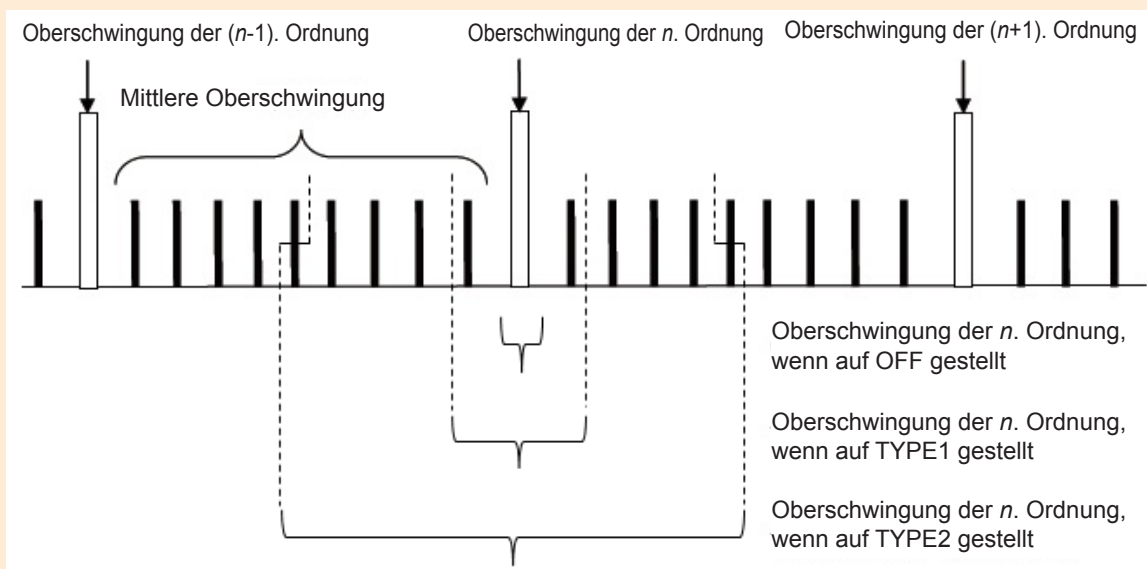 Oberschwingung der (n-1). Ordnung
Oberschwingung der n. Ordnung
Oberschwingung der (n+1). Ordnung
Mittlere Oberschwingung
Oberschwingung der n. Ordnung,
wenn auf OFF gestellt
Oberschwingung der n. Ordnung,
wenn auf TYPE1 gestellt
Oberschwingung der n. Ordnung,
wenn auf TYPE2 gestellt